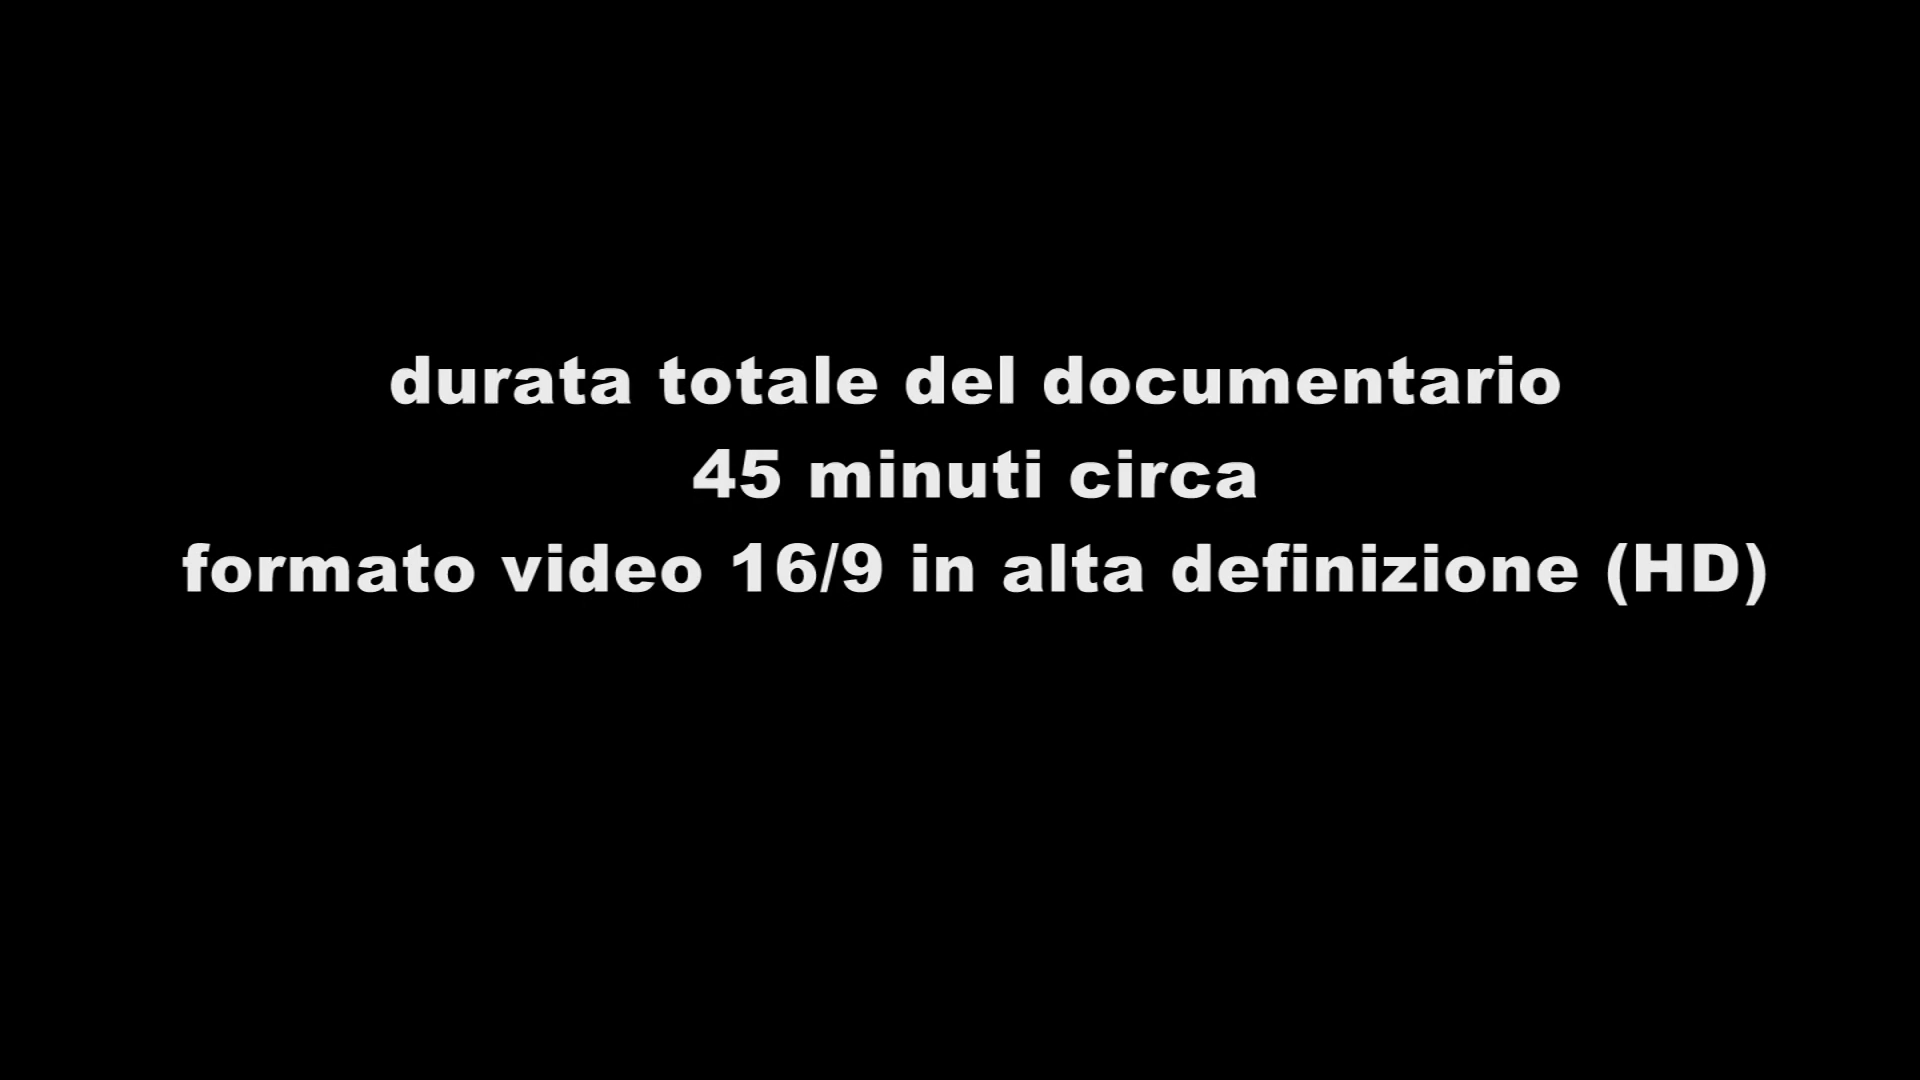 durata totale del documentario
45 minuti circa
formato video 16/9 in alta definizione (HD)